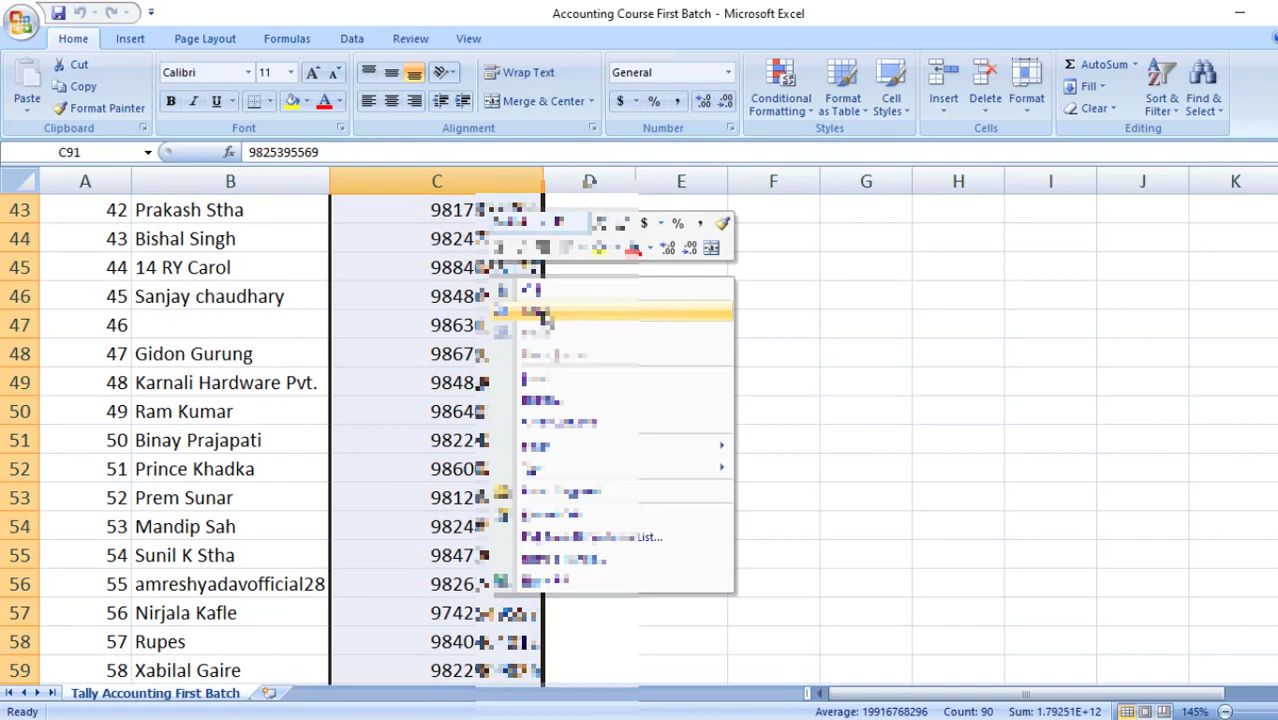 Accounting Course First Batch - Microsoft Excel
Home Insert Page Layout Formulas Data Review View
Paste
Cut
Copy
Format Painter
Clipboard
Calibri 11
B I U
Font
Wrap Text
Merge & Center
Alignment
General
$ % ,
Number
Conditional Formatting
Format as Table
Cell Styles
Styles
Insert
Delete
Format
Cells
AutoSum
Fill
Clear
Sort & Filter
Find & Select
Editing
C91 fx 9825395569
A B C D E F G H I J K
43 42 Prakash Stha 9817
44 43 Bishal Singh 9824
45 44 14 RY Carol 9884
46 45 Sanjay chaudhary 9848
47 46 9863
48 47 Gidon Gurung 9867
49 48 Karnali Hardware Pvt. 9848
50 49 Ram Kumar 9864
51 50 Binay Prajapati 9822
52 51 Prince Khadka 9860
53 52 Prem Sunar 9812
54 53 Mandip Sah 9824
55 54 Sunil K Stha 9847
56 55 amreshyadavofficial28 9826
57 56 Nirjala Kafle 9742
58 57 Rupes 9840
59 58 Xabilal Gaire 9822
$ % ,
List...
Tally Accounting First Batch
Ready Average: 19916768296 Count: 90 Sum: 1.79251E+12 145%